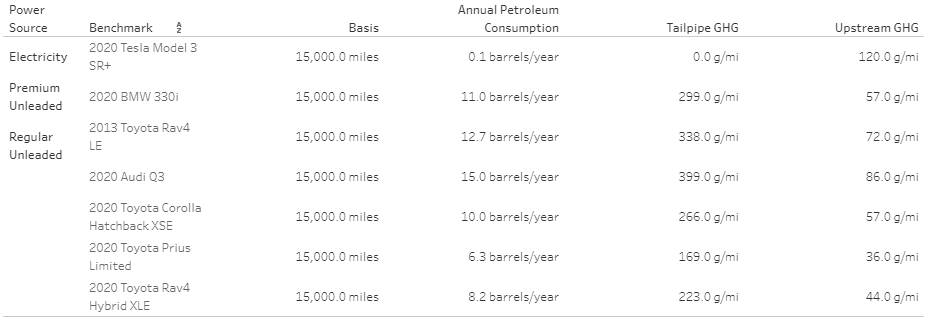 Power Source Benchmark A Z Basis Annual Petroleum Consumption Tailpipe GHG Upstream GHG
Electricity 2020 Tesla Model 3 SR+ 15,000.0 miles 0.1 barrels/year 0.0 g/mi 120.0 g/mi
Premium Unleaded 2020 BMW 330i 15,000.0 miles 11.0 barrels/year 299.0 g/mi 57.0 g/mi
Regular Unleaded 2013 Toyota Rav4 LE 15,000.0 miles 12.7 barrels/year 338.0 g/mi 72.0 g/mi
2020 Audi Q3 15,000.0 miles 15.0 barrels/year 399.0 g/mi 86.0 g/mi
2020 Toyota Corolla Hatchback XSE 15,000.0 miles 10.0 barrels/year 266.0 g/mi 57.0 g/mi
2020 Toyota Prius Limited 15,000.0 miles 6.3 barrels/year 169.0 g/mi 36.0 g/mi
2020 Toyota Rav4 Hybrid XLE 15,000.0 miles 8.2 barrels/year 223.0 g/mi 44.0 g/mi